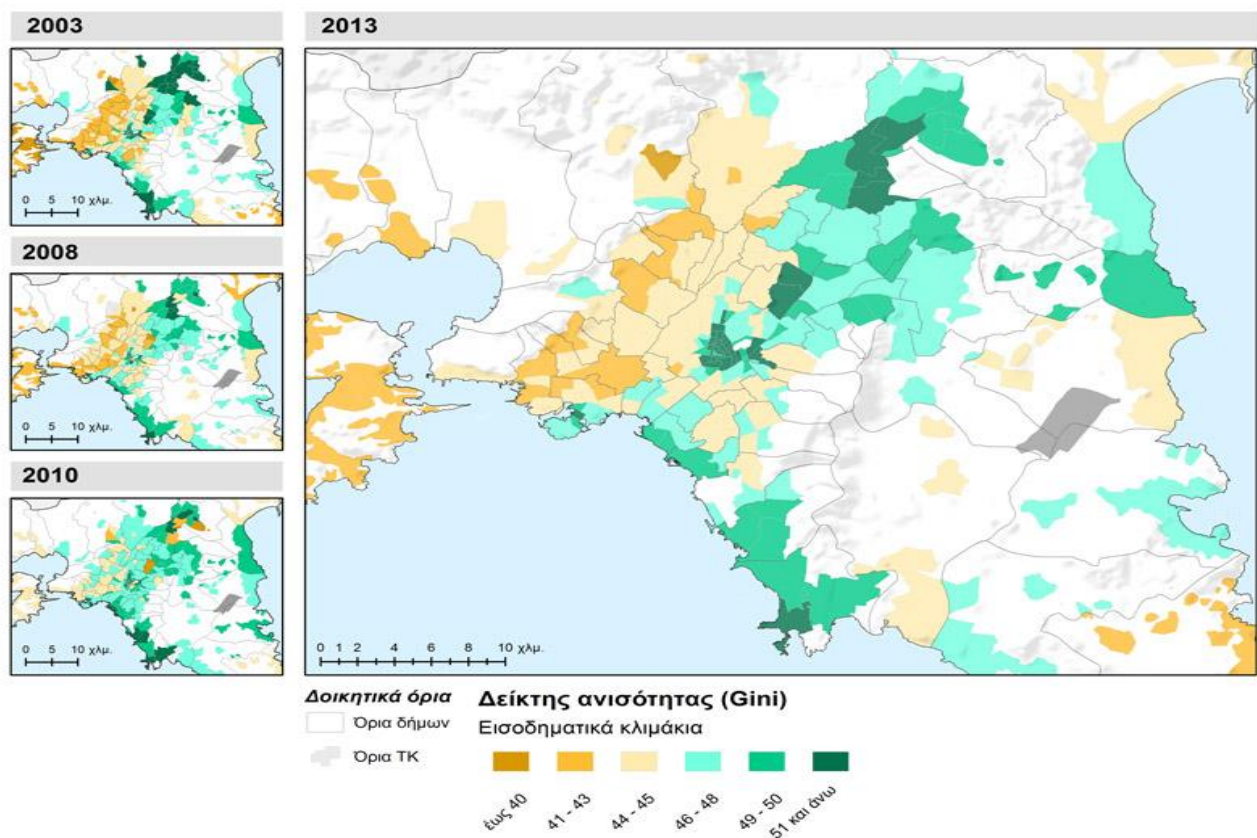 2003
0 5 10 χλμ.
2008
0 5 10 χλμ.
2010
0 5 10 χλμ.
2013
0 1 2 4 6 8 10 χλμ.
Δοικητικά όρια
Όρια δήμων
Όρια ΤΚ
Δείκτης ανισότητας (Gini)
Εισοδηματικά κλιμάκια
έως 40
41 - 43
44 - 45
46 - 48
49 - 50
51 και άνω